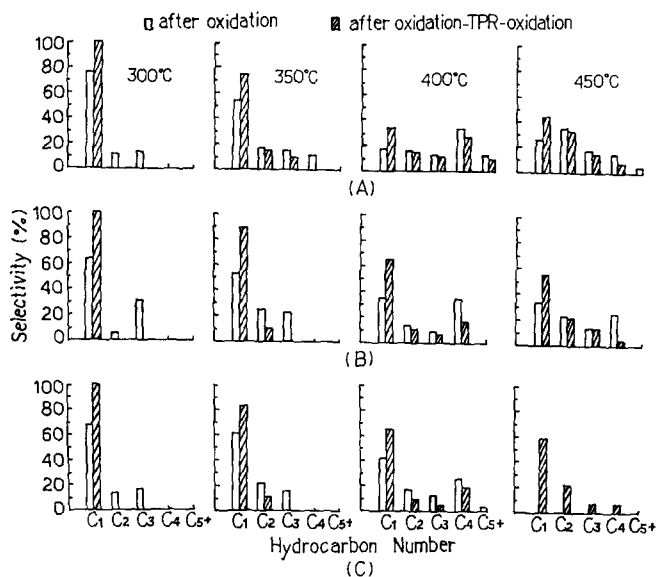 after oxidation
after oxidation-TPR-oxidation
100
80
60
40
20
0
300°C
350°C
400°C
450°C
(A)
100
80
60
40
20
0
Selectivity (%)
(B)
100
80
60
40
20
0
C1 C2 C3 C4 C5+
C1 C2 C3 C4 C5+
C1 C2 C3 C4 C5+
C1 C2 C3 C4 C5+
Hydrocarbon Number
(C)